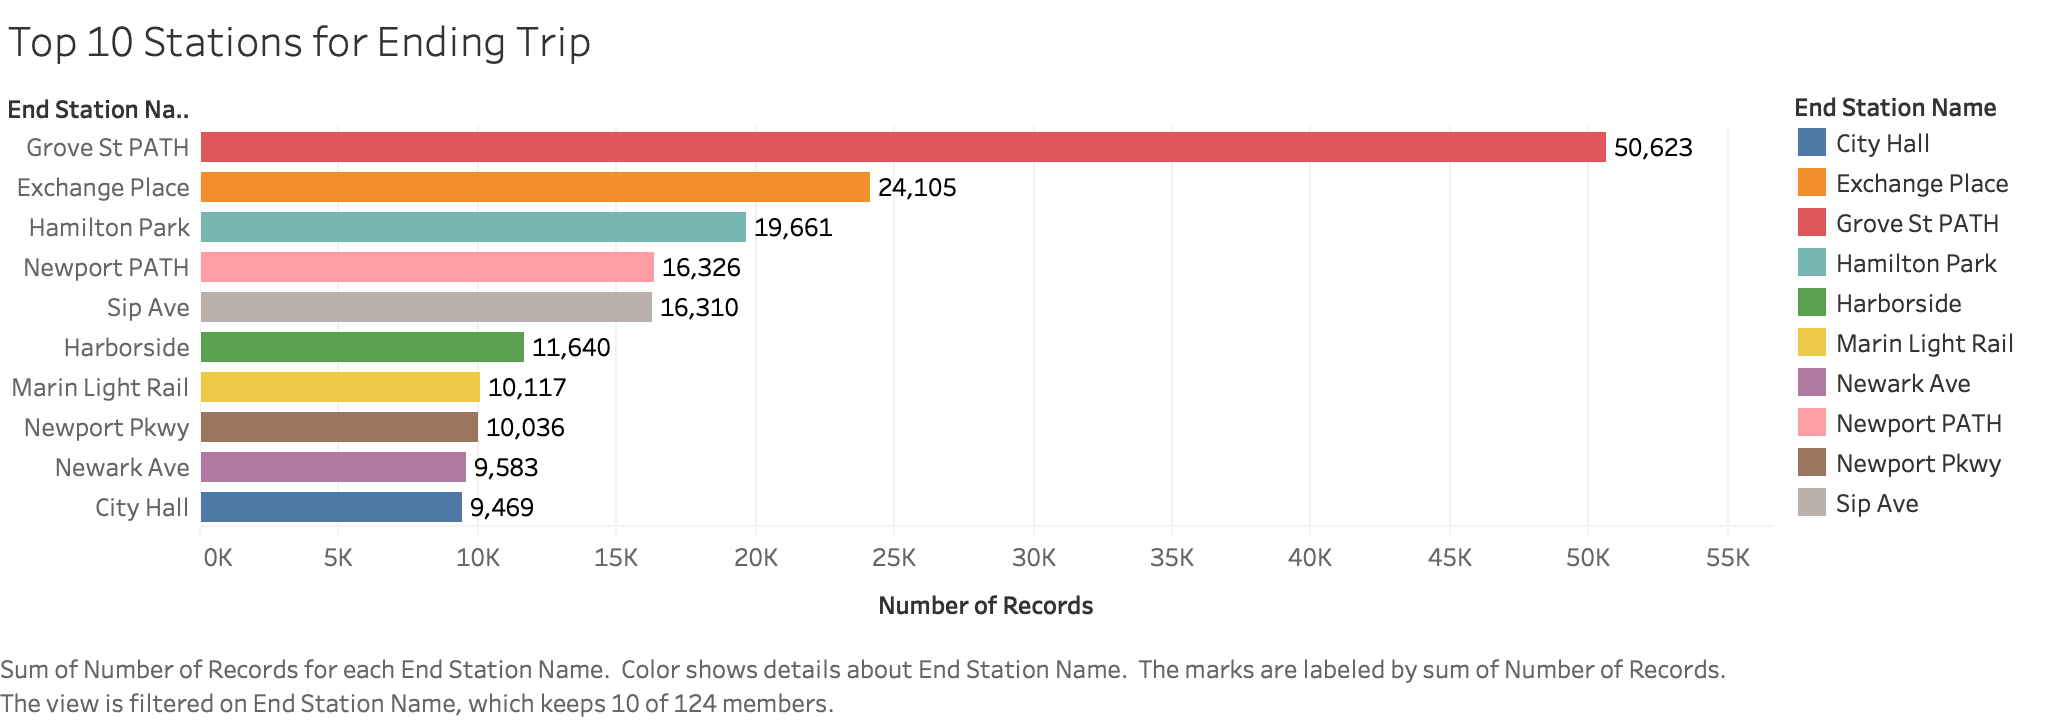 Top 10 Stations for Ending Trip
End Station Na..
Grove St PATH 50,623
Exchange Place 24,105
Hamilton Park 19,661
Newport PATH 16,326
Sip Ave 16,310
Harborside 11,640
Marin Light Rail 10,117
Newport Pkwy 10,036
Newark Ave 9,583
City Hall 9,469
0K 5K 10K 15K 20K 25K 30K 35K 40K 45K 50K 55K
Number of Records
End Station Name
City Hall
Exchange Place
Grove St PATH
Hamilton Park
Harborside
Marin Light Rail
Newark Ave
Newport PATH
Newport Pkwy
Sip Ave
Sum of Number of Records for each End Station Name.  Color shows details about End Station Name.  The marks are labeled by sum of Number of Records.
The view is filtered on End Station Name, which keeps 10 of 124 members.